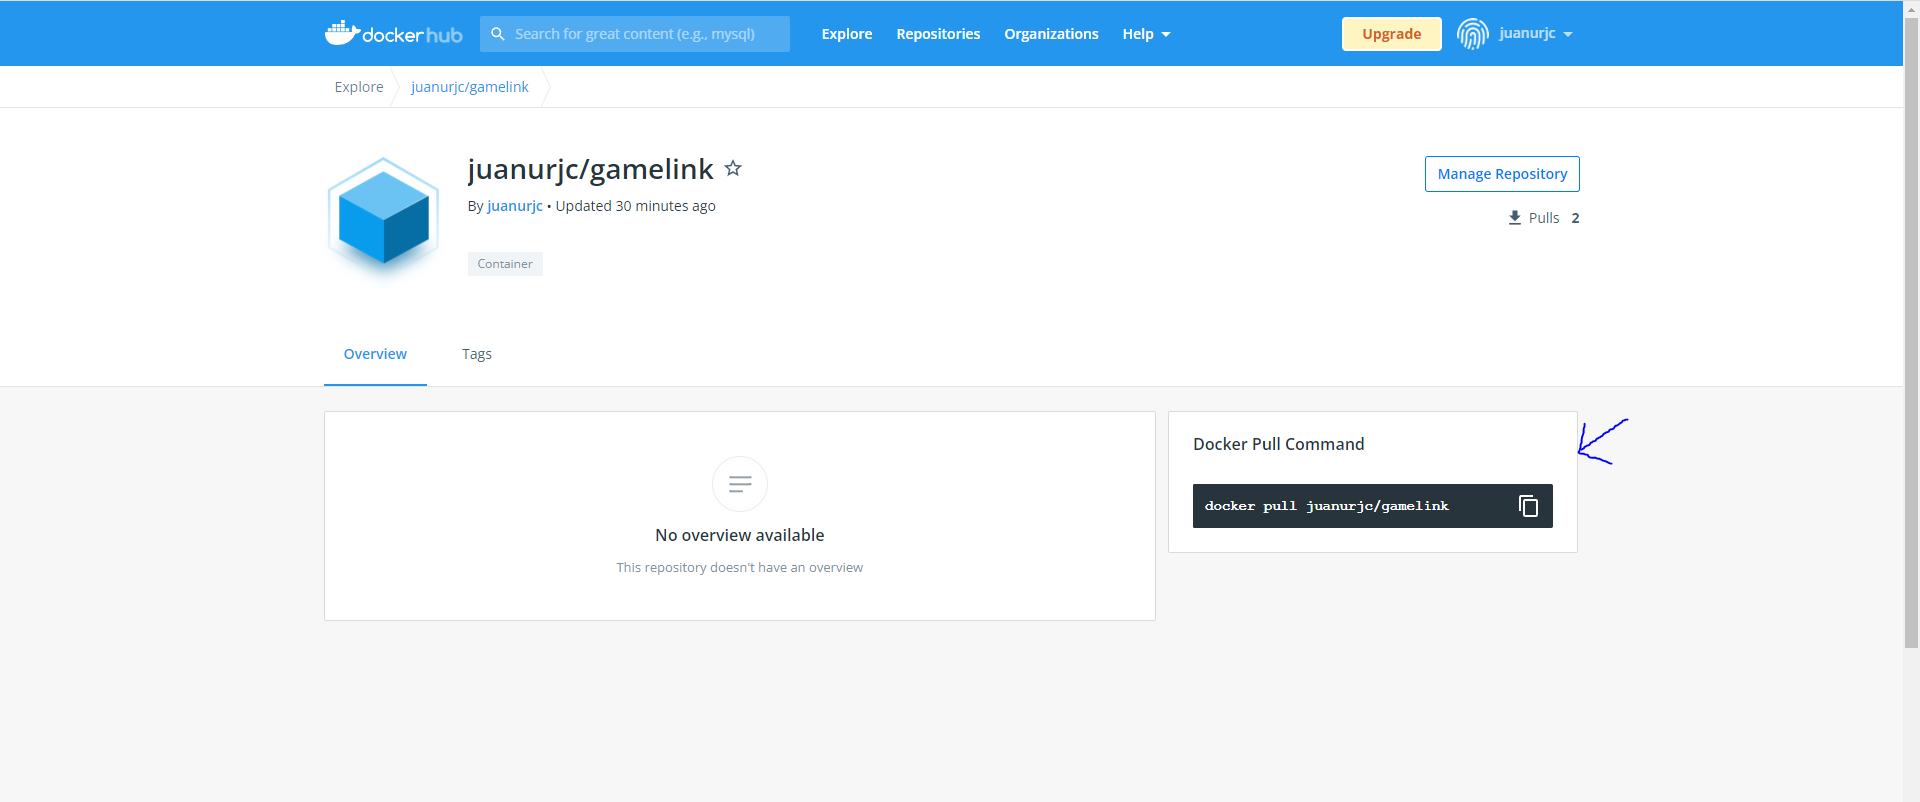 docker hub
Search for great content (e.g., mysql)
Explore
Repositories
Organizations
Help
Upgrade
juanurjc
Explore
juanurjc/gamelink
juanurjc/gamelink
By juanurjc • Updated 30 minutes ago
Container
Manage Repository
Pulls 2
Overview
Tags
No overview available
This repository doesn't have an overview
Docker Pull Command
docker pull juanurjc/gamelink